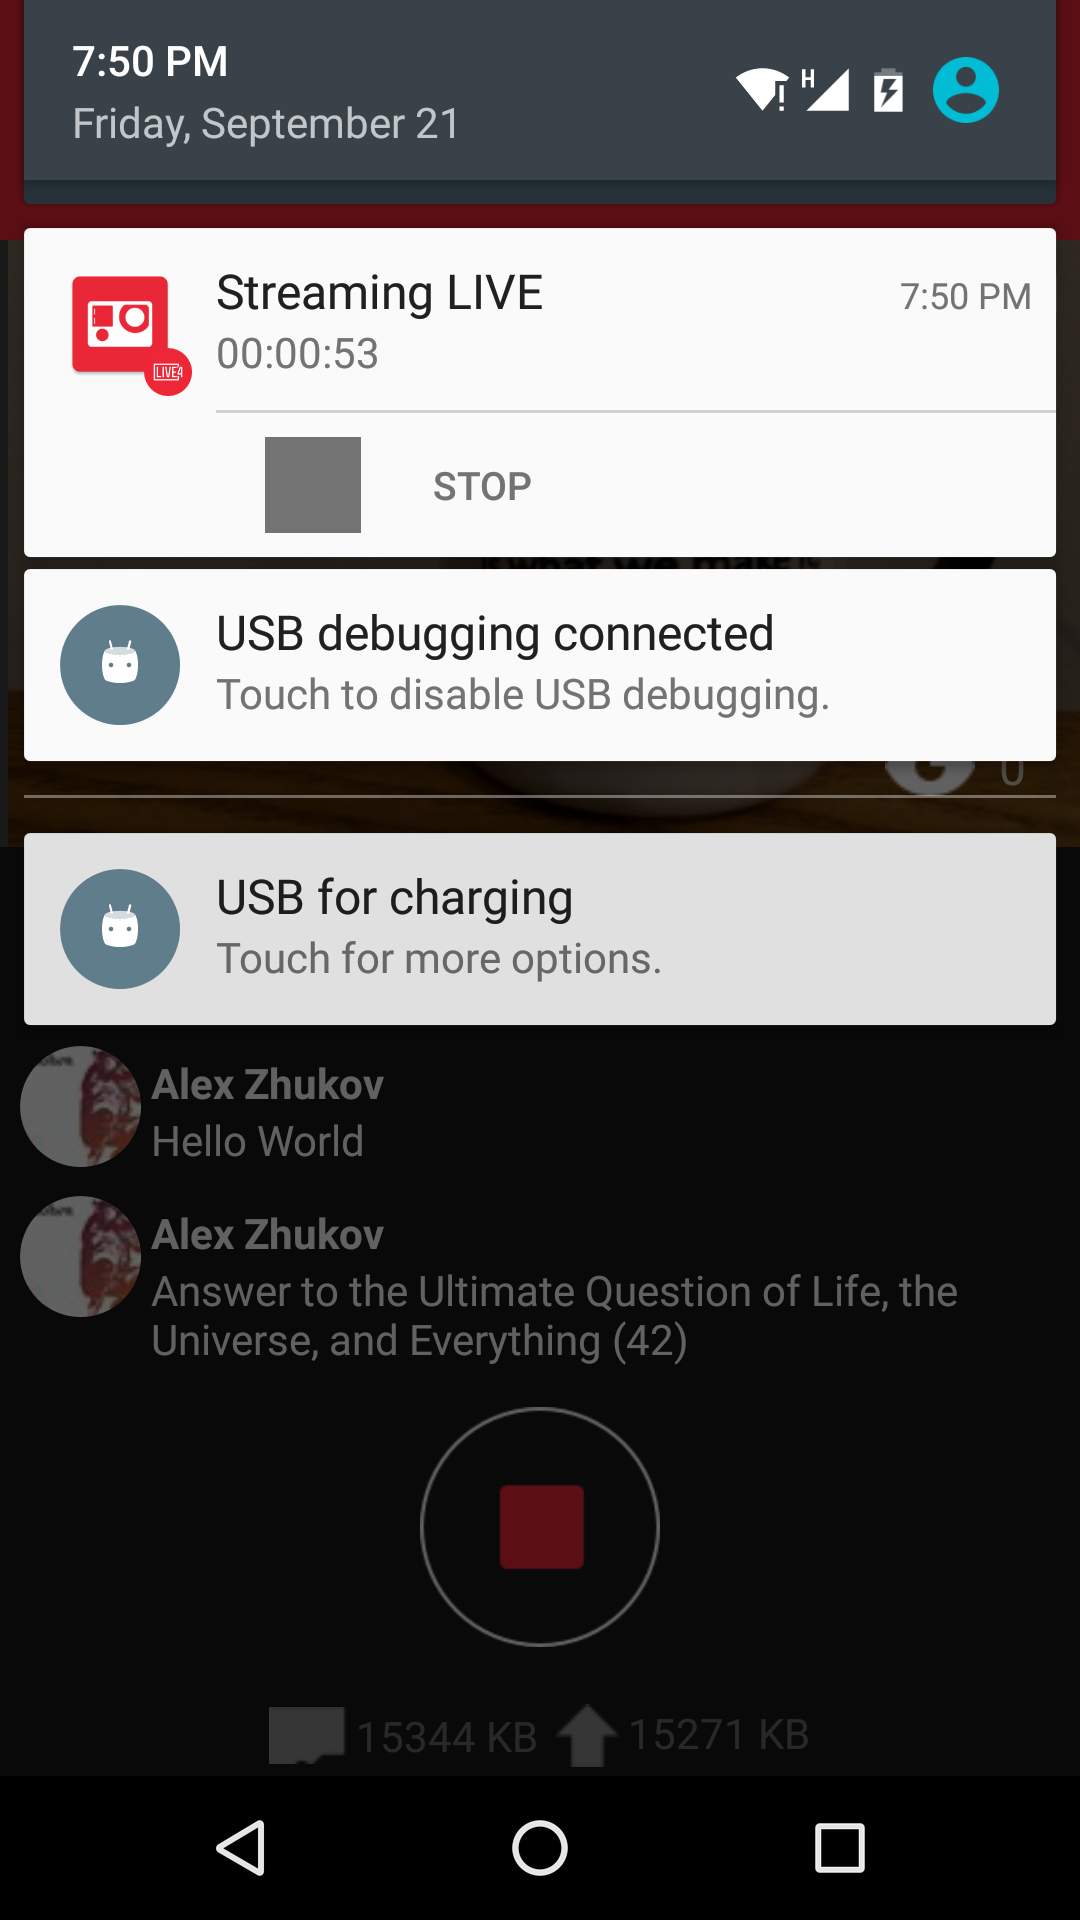 7:50 PM
Friday, September 21
H
Streaming LIVE
7:50 PM
00:00:53
LIVE4
STOP
USB debugging connected
Touch to disable USB debugging.
0
USB for charging
Touch for more options.
Alex Zhukov
Hello World
Alex Zhukov
Answer to the Ultimate Question of Life, the
Universe, and Everything (42)
15344 KB
15271 KB